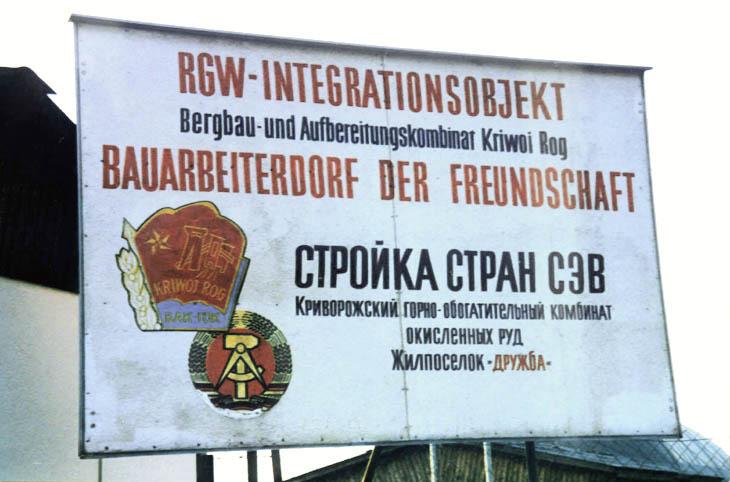 RGW-INTEGRATIONSOBJEKT
Bergbau-und Aufbereitungskombinat Kriwoi Rog
BAUARBEITERDORF DER FREUNDSCHAFT
СТРОЙКА СТРАН СЭВ
Криворожский горно-обогатительный комбинат
окисленных руд
Жилпоселок "ДРУЖБА"
KRIWOJ ROG